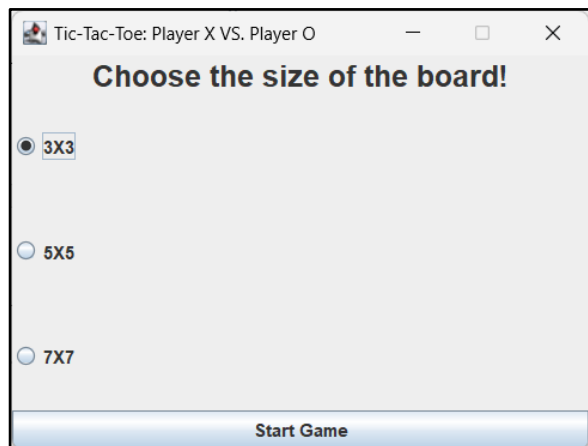 Tic-Tac-Toe: Player X VS. Player O
Choose the size of the board!
3X3
5X5
7X7
Start Game